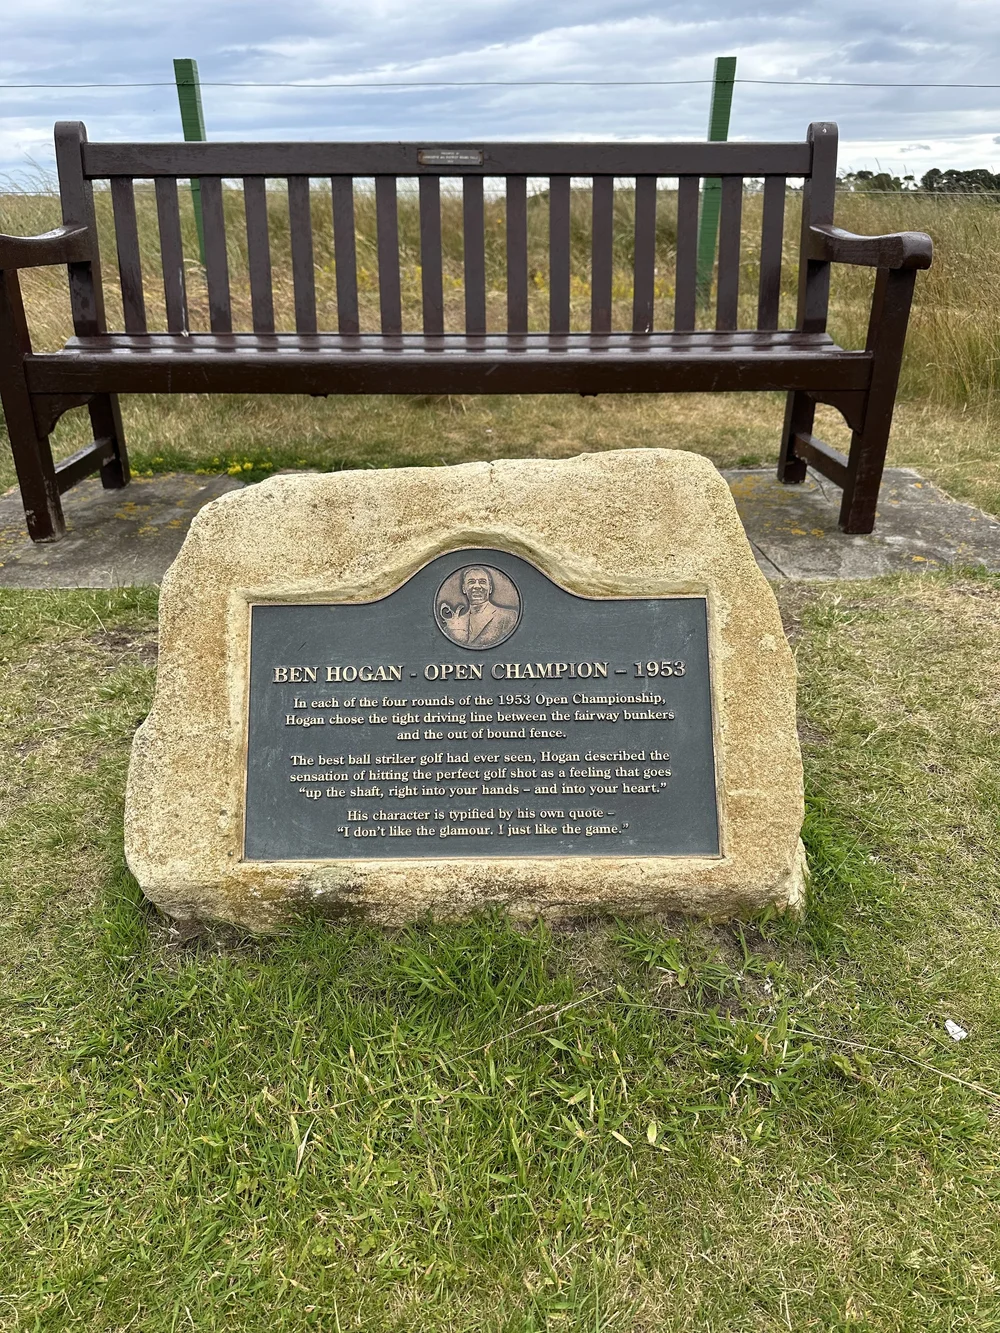 BEN HOGAN - OPEN CHAMPION – 1953
In each of the four rounds of the 1953 Open Championship,
Hogan chose the tight driving line between the fairway bunkers
and the out of bound fence.
The best ball striker golf had ever seen, Hogan described the
sensation of hitting the perfect golf shot as a feeling that goes
“up the shaft, right into your hands – and into your heart.”
His character is typified by his own quote –
“I don’t like the glamour. I just like the game.”